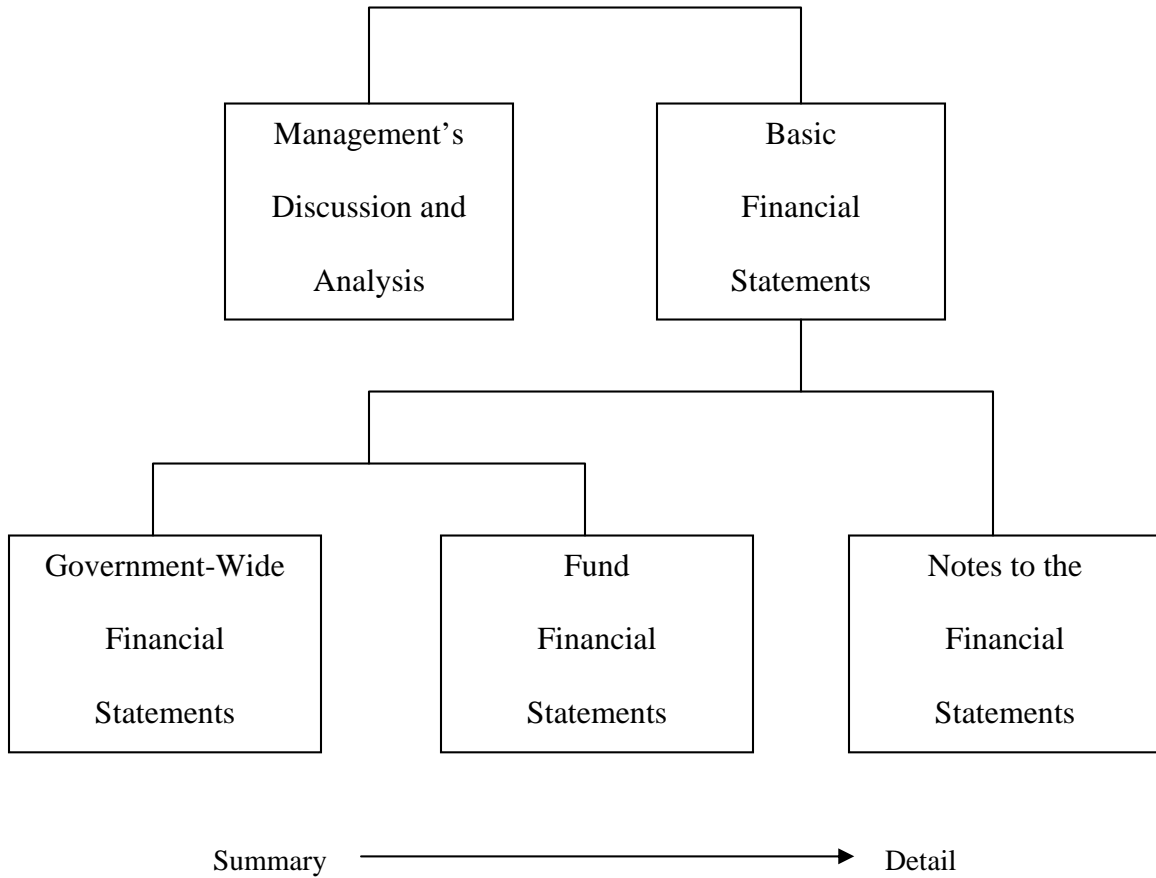 Management’s
Discussion and
Analysis
Basic
Financial
Statements
Government-Wide
Financial
Statements
Fund
Financial
Statements
Notes to the
Financial
Statements
Summary
Detail